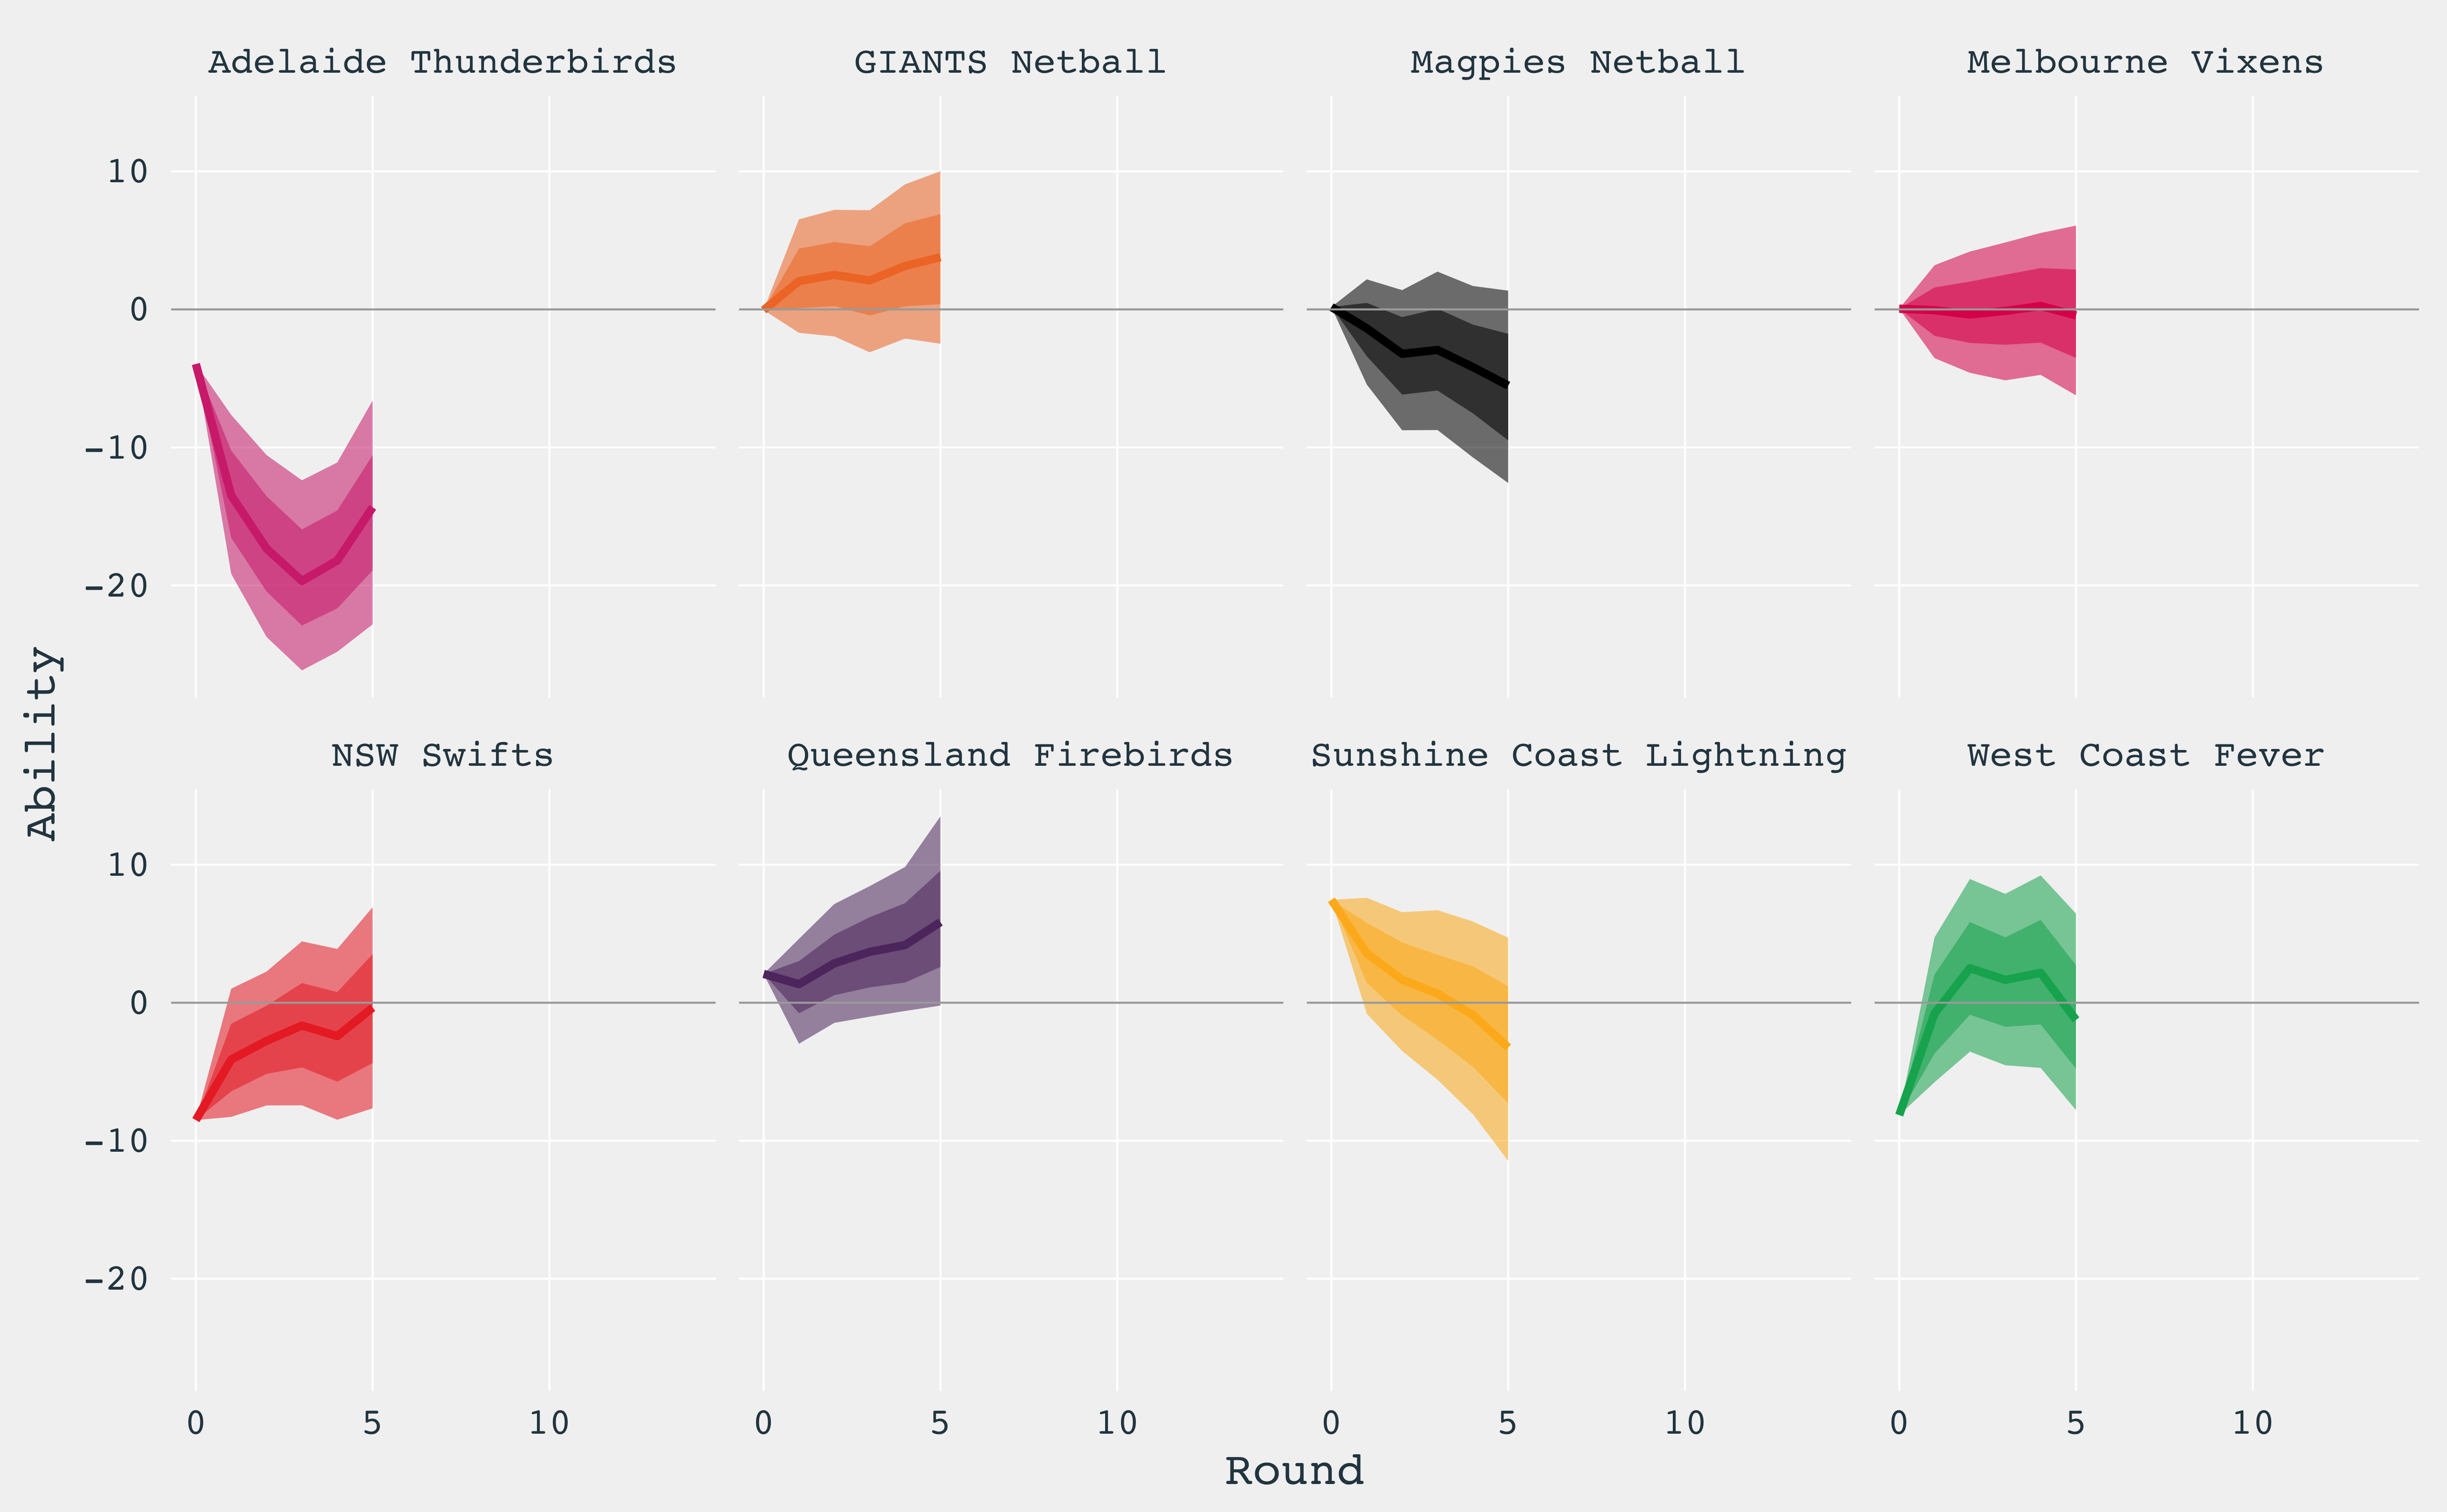 Adelaide Thunderbirds
GIANTS Netball
Magpies Netball
Melbourne Vixens
10
0
-10
-20
Ability
NSW Swifts
Queensland Firebirds
Sunshine Coast Lightning
West Coast Fever
10
0
-10
-20
0 5 10
0 5 10
0 5 10
0 5 10
Round